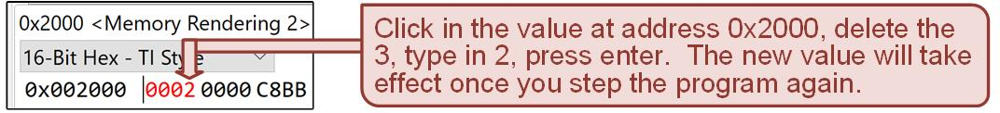 0x2000 <Memory Rendering 2>
16-Bit Hex - TI Style
0x002000 0002 0000 C8BB
Click in the value at address 0x2000, delete the
3, type in 2, press enter. The new value will take
effect once you step the program again.